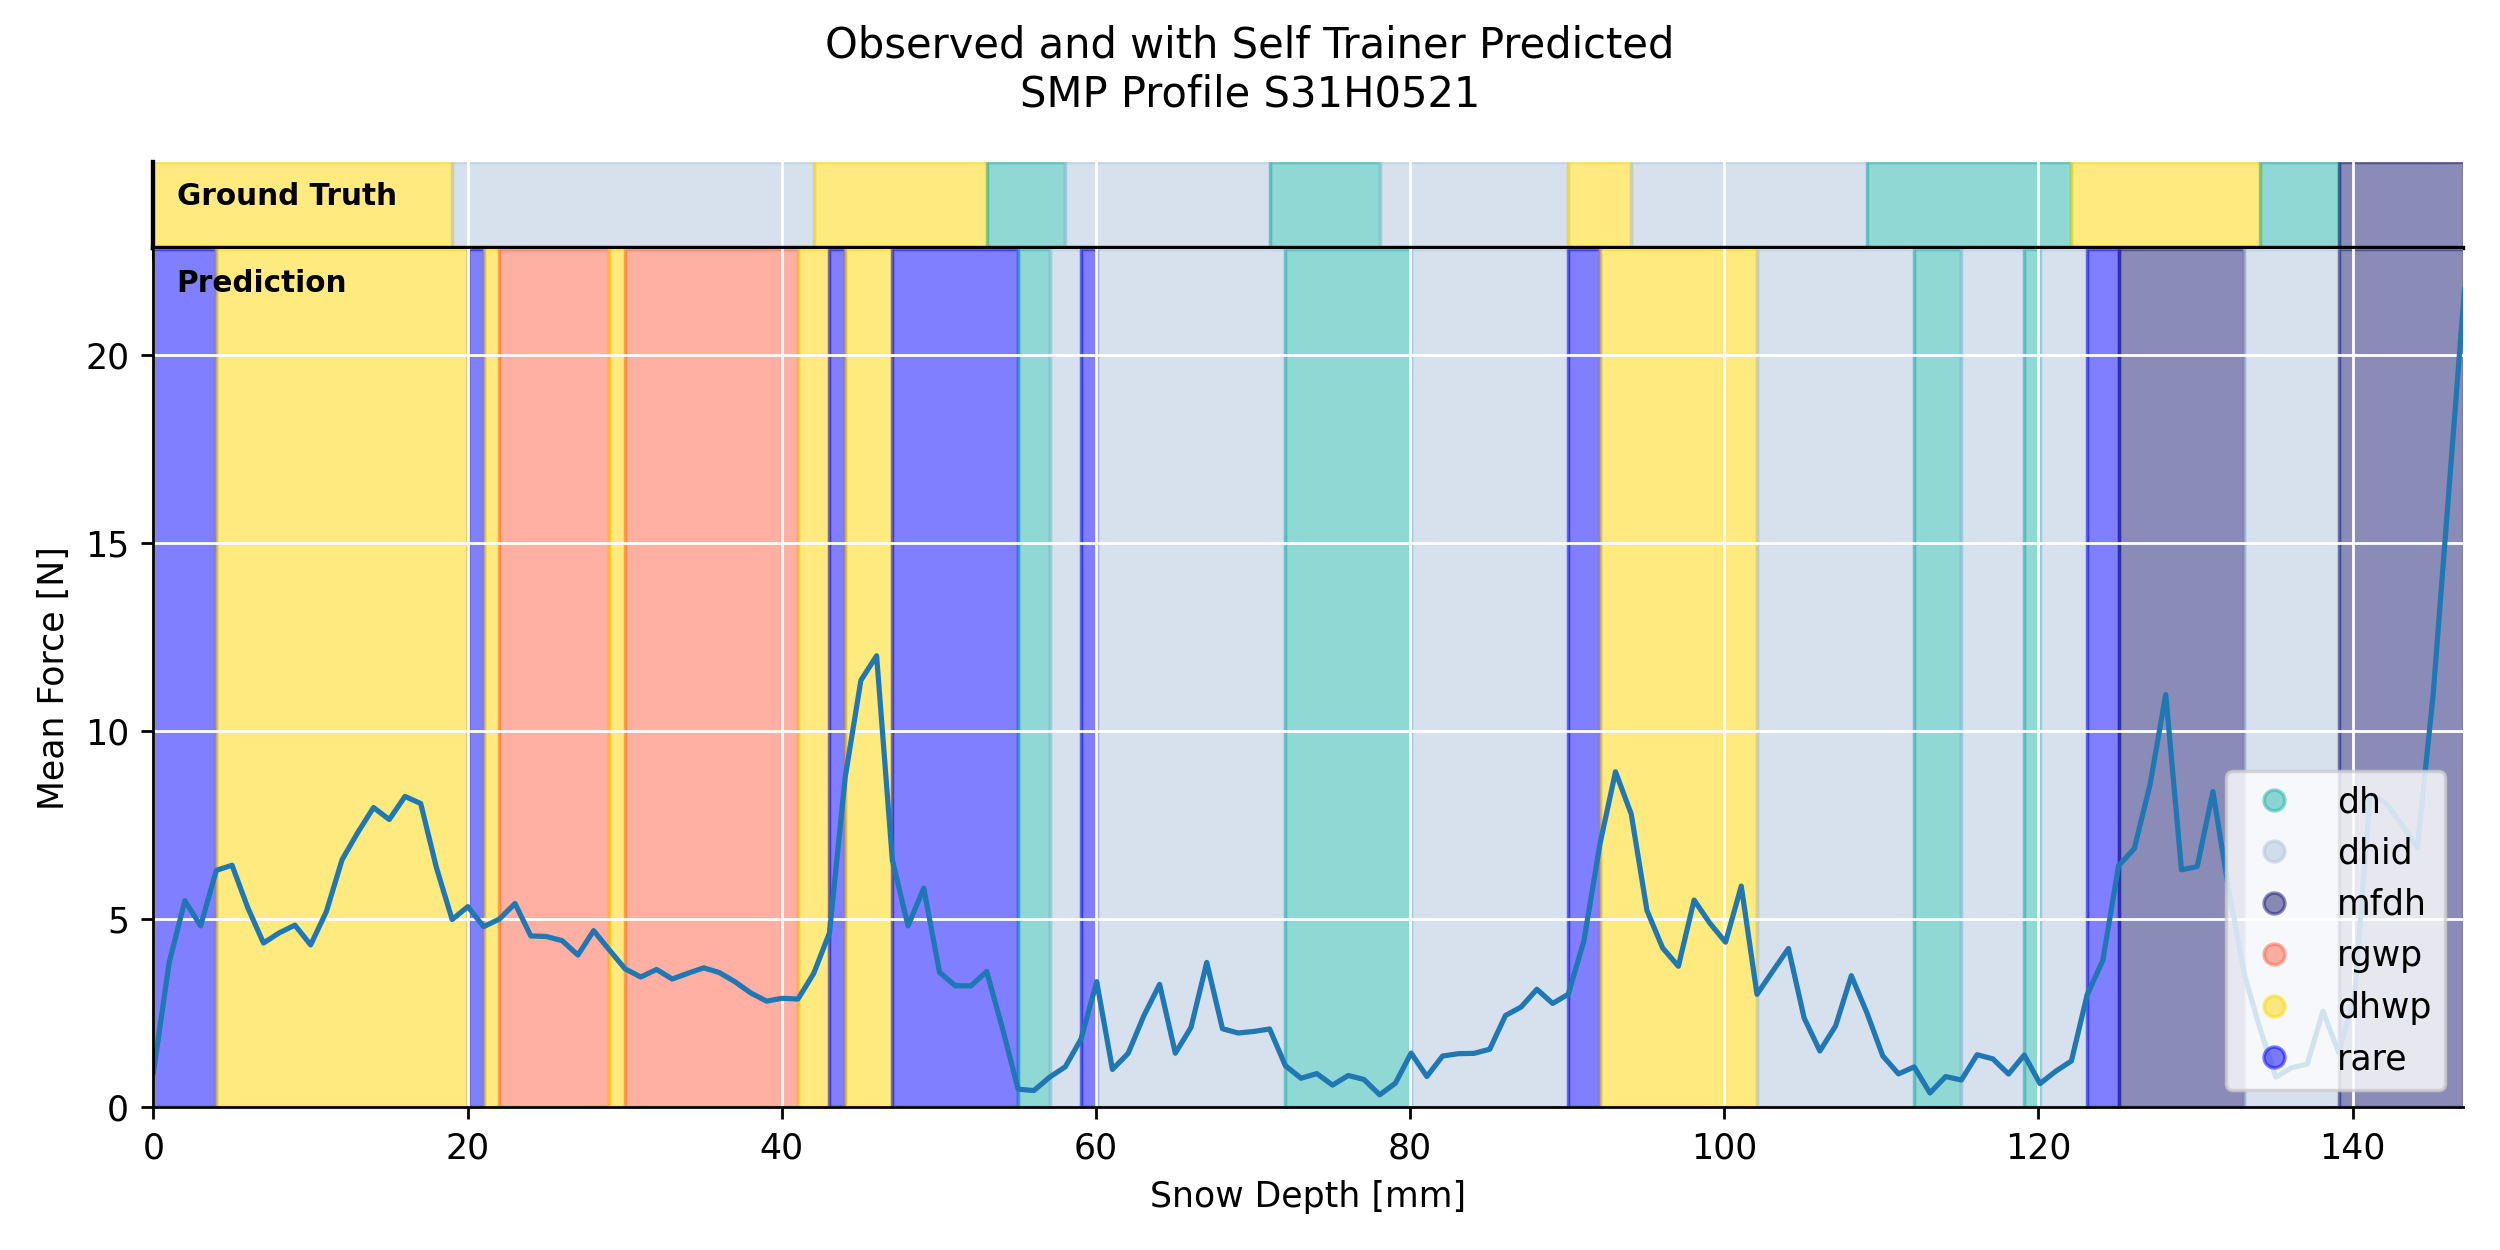 Observed and with Self Trainer Predicted
SMP Profile S31H0521
Ground Truth
Prediction
20
15
10
5
0
Mean Force [N]
dh
dhid
mfdh
rgwp
dhwp
rare
0 20 40 60 80 100 120 140
Snow Depth [mm]